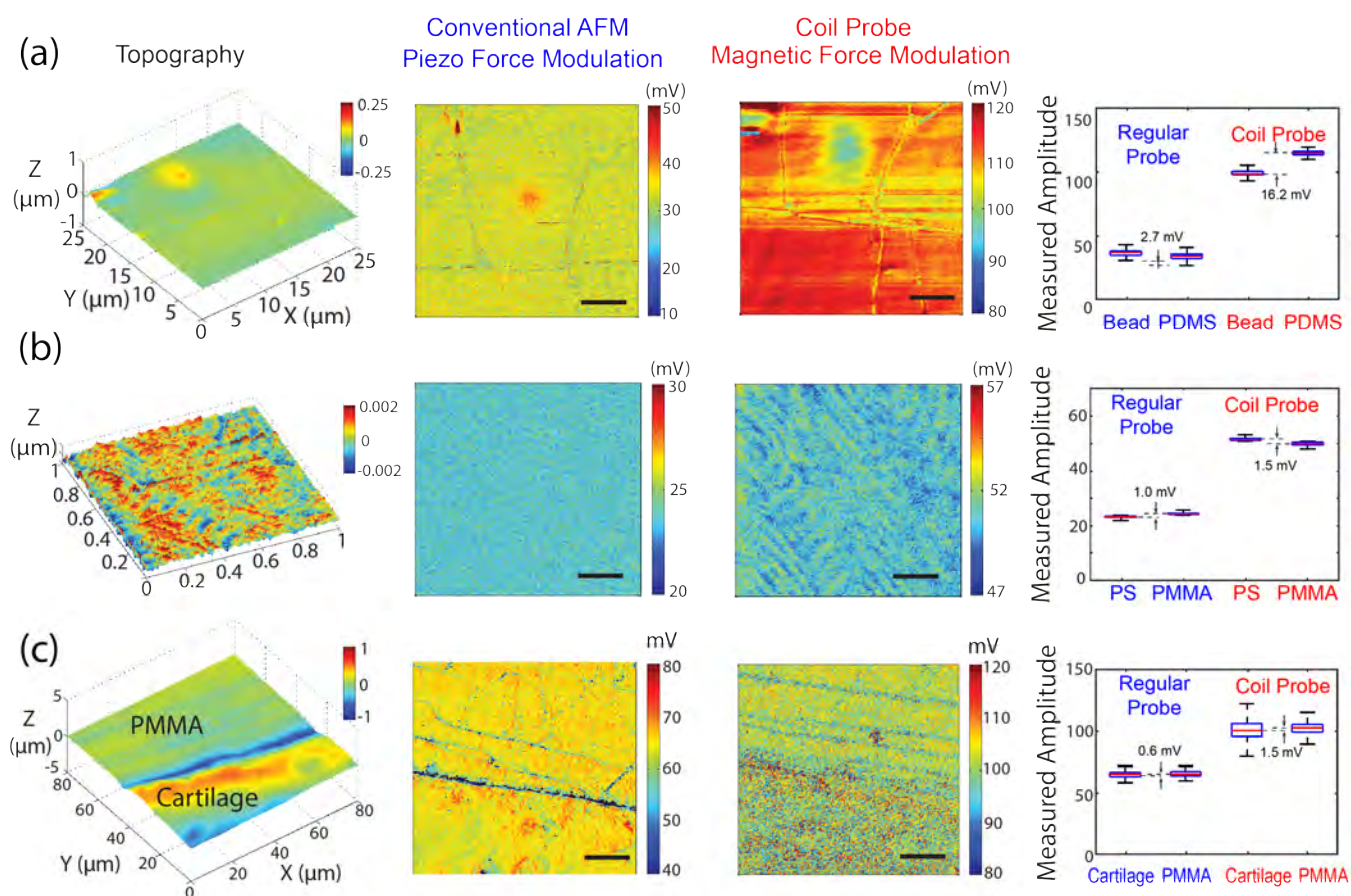 Conventional AFM
Piezo Force Modulation
Coil Probe
Magnetic Force Modulation
(a)
Topography
Z
(µm)
1
0
-1
0.25
0
-0.25
25
20
15
10
5
0
Y (µm)
5
10
15
20
25
X (µm)
(mV)
50
40
30
20
10
(mV)
120
110
100
90
80
Measured Amplitude
150
100
50
0
Regular
Probe
Coil Probe
2.7 mV
16.2 mV
Bead PDMS Bead PDMS
(b)
Z
(µm)
1
0.8
0.6
0.4
0.2
0
0.2
0.4
0.6
0.8
1
0.002
0
-0.002
(mV)
30
25
20
(mV)
57
52
47
Measured Amplitude
60
40
20
0
Regular
Probe
Coil Probe
1.0 mV
1.5 mV
PS PMMA PS PMMA
(c)
Z
(µm)
5
0
-5
1
0
-1
PMMA
Cartilage
80
60
40
20
0
Y (µm)
20
40
60
80
X (µm)
mV
80
70
60
50
40
mV
120
110
100
90
80
Measured Amplitude
150
100
50
0
Regular
Probe
Coil Probe
0.6 mV
1.5 mV
Cartilage PMMA Cartilage PMMA